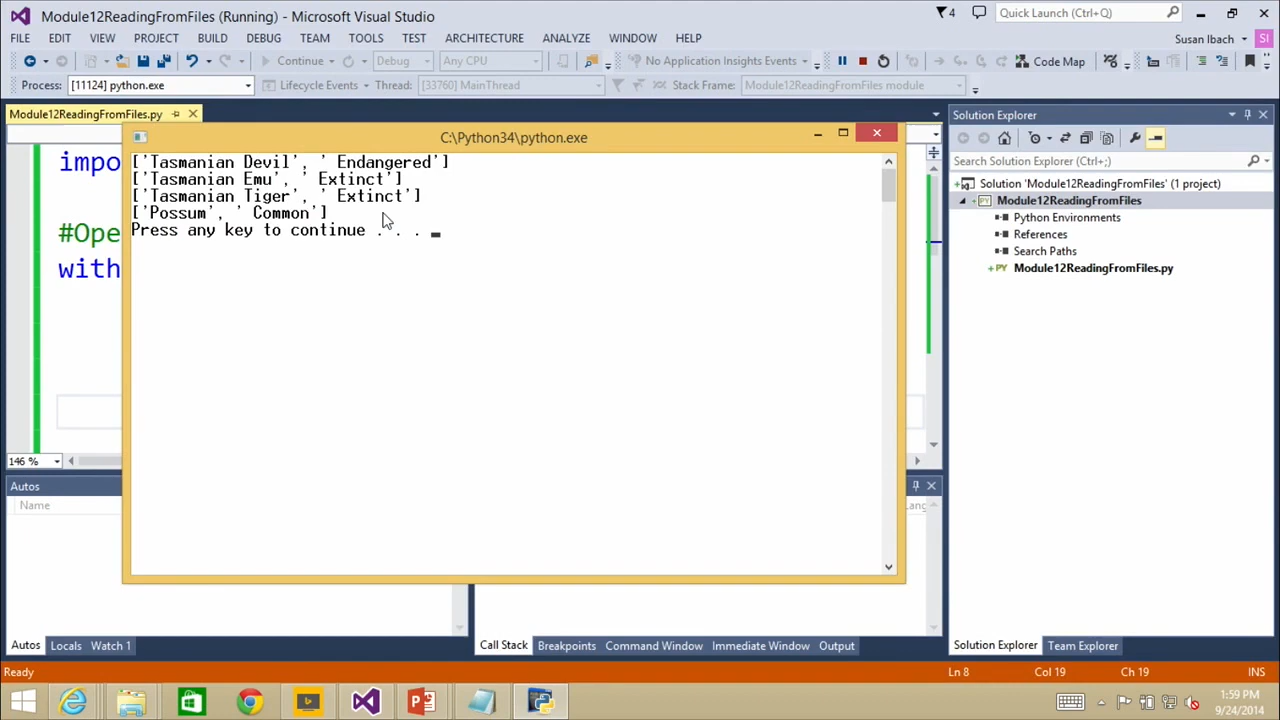 Module12ReadingFromFiles (Running) - Microsoft Visual Studio
4
Quick Launch (Ctrl+Q)
FILE EDIT VIEW PROJECT BUILD DEBUG TEAM TOOLS TEST ARCHITECTURE ANALYZE WINDOW HELP
Susan Ibach
SI
Continue
Debug
Any CPU
No Application Insights Events
Code Map
Process: [11124] python.exe
Lifecycle Events
Thread: [33760] MainThread
Stack Frame: Module12ReadingFromFiles module
Module12ReadingFromFiles.py
C:\Python34\python.exe
['Tasmanian Devil', ' Endangered']
['Tasmanian Emu', ' Extinct']
['Tasmanian Tiger', ' Extinct']
['Possum', ' Common']
Press any key to continue . . .
impo
#Ope
with
146 %
Autos
Name
Lang
Autos Locals Watch 1
Call Stack Breakpoints Command Window Immediate Window Output
Solution Explorer
Search Solution Explorer (Ctrl+;)
Solution 'Module12ReadingFromFiles' (1 project)
PY Module12ReadingFromFiles
Python Environments
References
Search Paths
PY Module12ReadingFromFiles.py
Solution Explorer Team Explorer
Ready
Ln 8
Col 19
Ch 19
INS
1:59 PM
9/24/2014